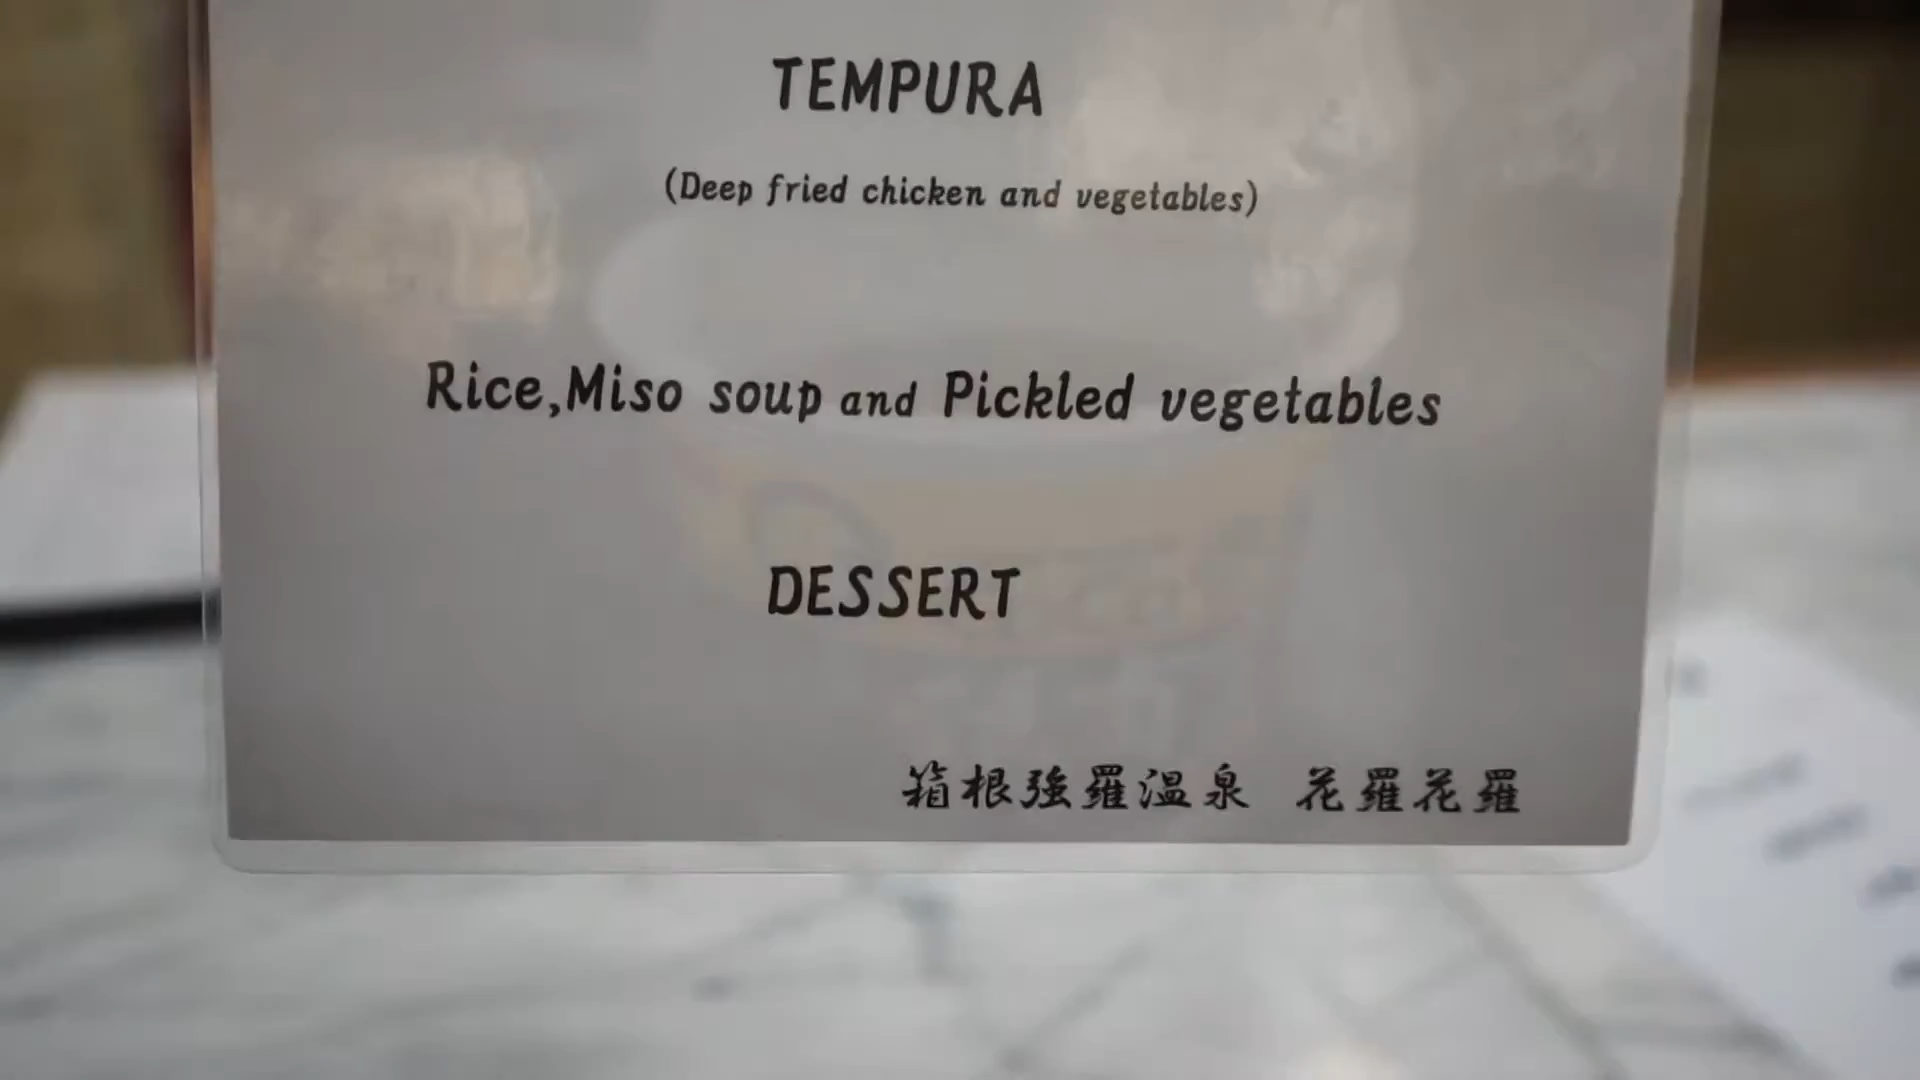 TEMPURA
(Deep fried chicken and vegetables)
Rice,Miso soup and Pickled vegetables
DESSERT
箱根強羅温泉 花羅花羅